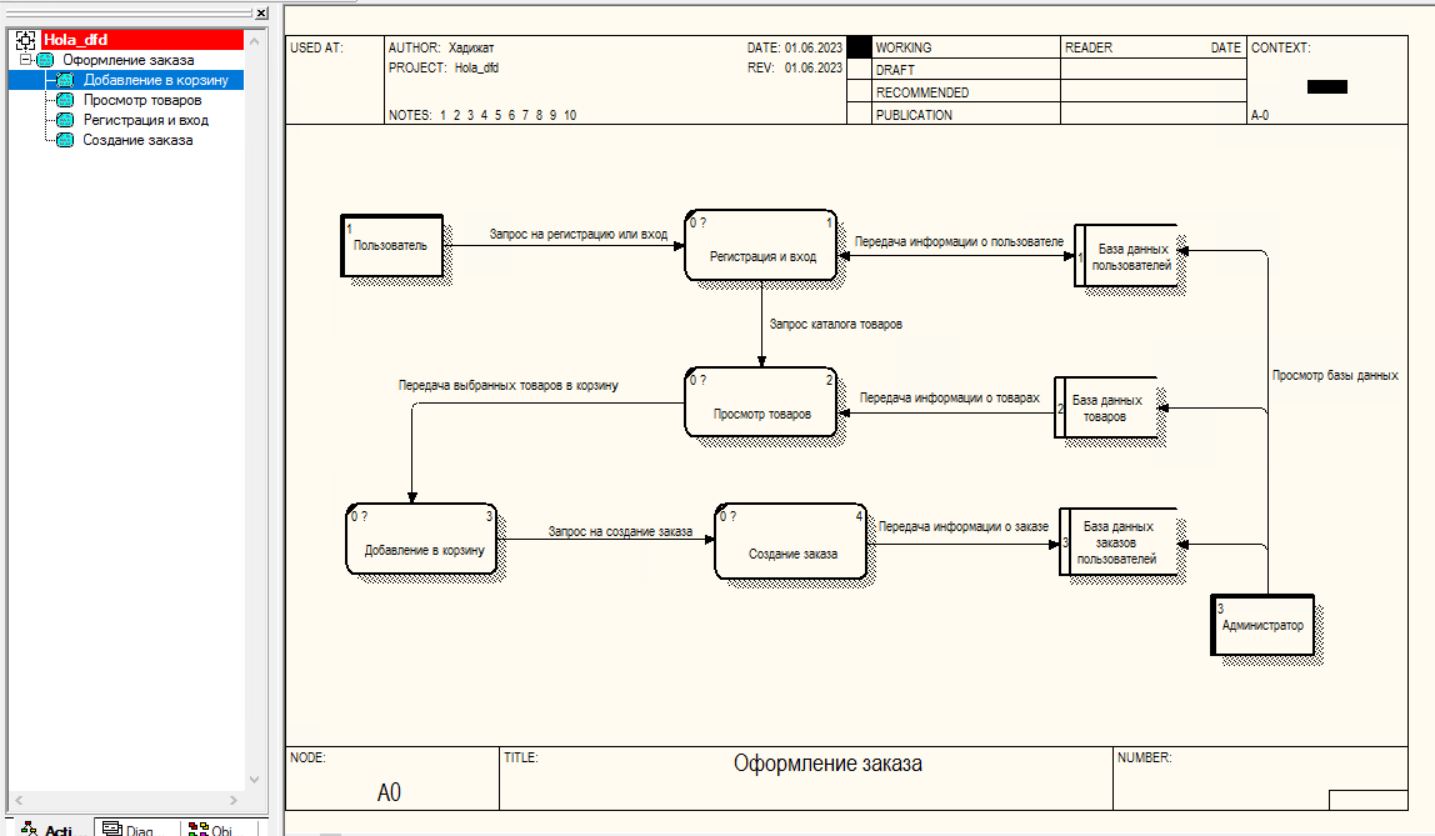 Hola_dfd
Оформление заказа
Добавление в корзину
Просмотр товаров
Регистрация и вход
Создание заказа
Acti...
Diag...
Obj...
USED AT:
AUTHOR: Хадижат
DATE: 01.06.2023
PROJECT: Hola_dfd
REV: 01.06.2023
NOTES: 1 2 3 4 5 6 7 8 9 10
WORKING
DRAFT
RECOMMENDED
PUBLICATION
READER
DATE
CONTEXT:
A-0
1
Пользователь
Запрос на регистрацию или вход
0 ?
1
Регистрация и вход
Передача информации о пользователе
1
База данных
пользователей
Запрос каталога товаров
Передача выбранных товаров в корзину
0 ?
2
Просмотр товаров
Передача информации о товарах
2
База данных
товаров
Просмотр базы данных
0 ?
3
Добавление в корзину
Запрос на создание заказа
0 ?
4
Создание заказа
Передача информации о заказе
3
База данных
заказов
пользователей
3
Администратор
NODE:
A0
TITLE:
Оформление заказа
NUMBER: